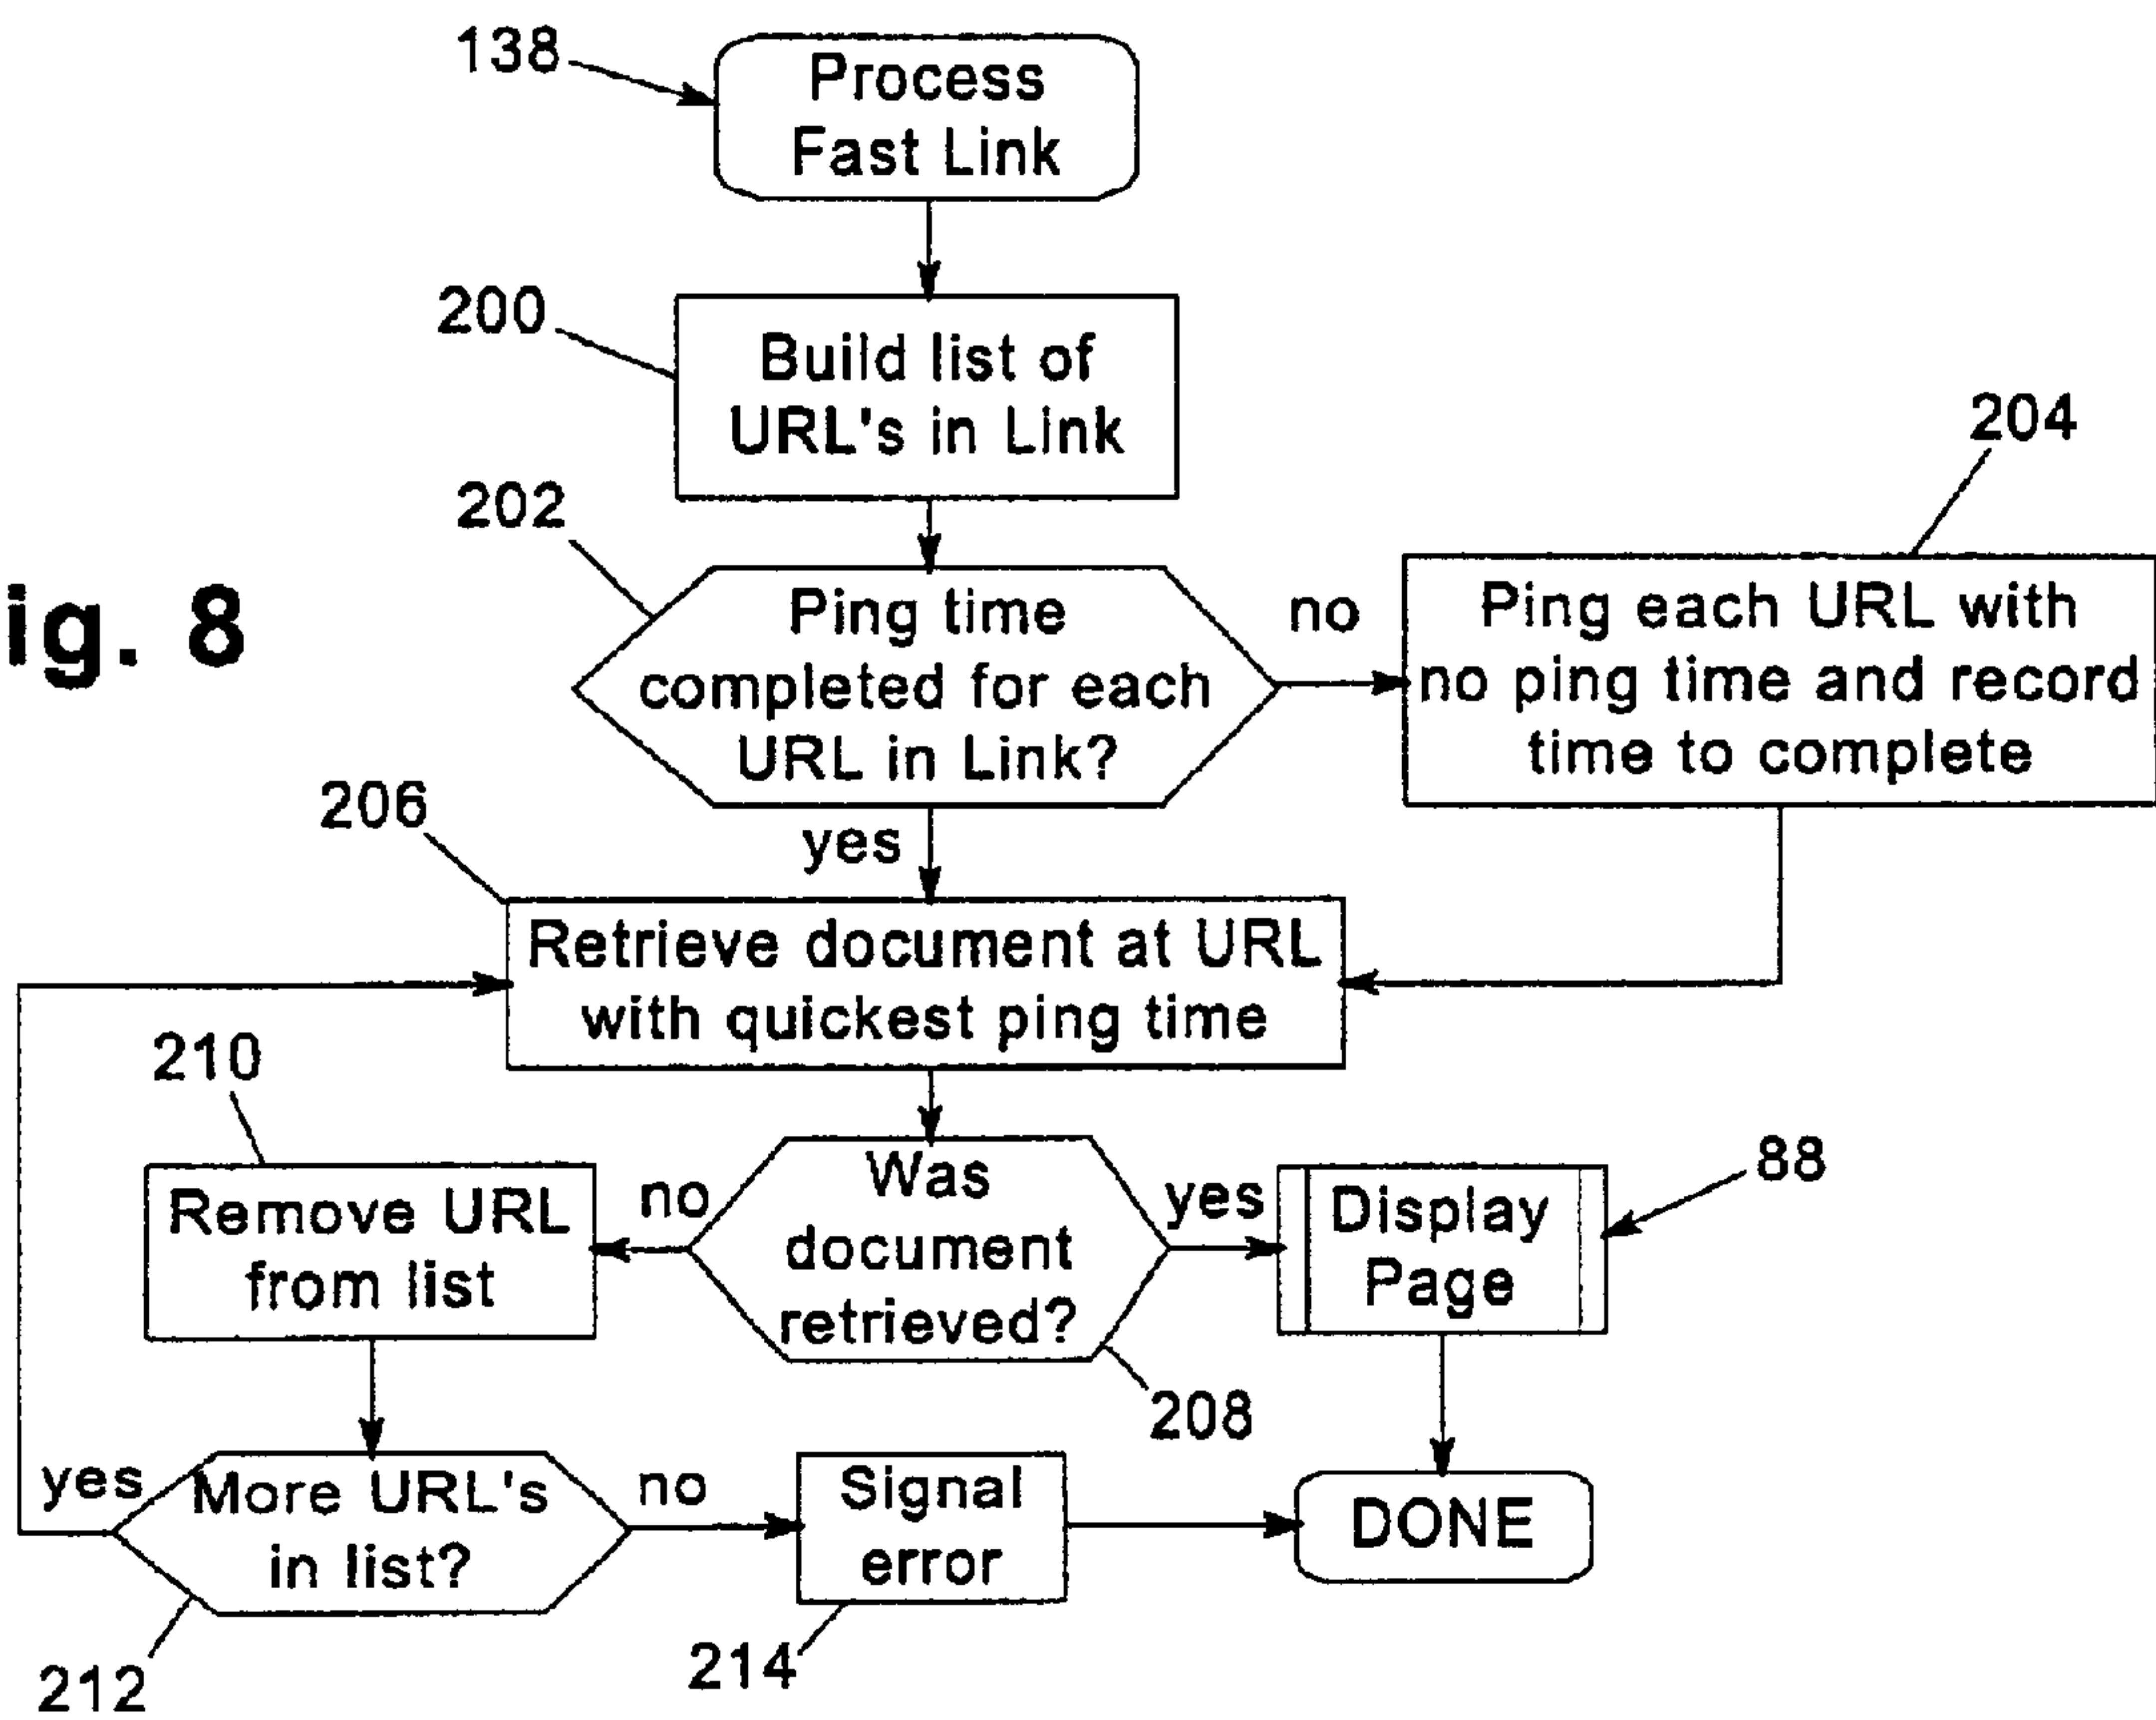 138
Process
Fast Link
200
Build list of
URL's in Link
204
202
Ping time
completed for each
URL in Link?
no
Ping each URL with
no ping time and record
time to complete
ig. 8
206
yes
Retrieve document at URL
with quickest ping time
210
Remove URL
from list
no
Was
document
retrieved?
yes
Display
Page
88
208
yes
More URL's
in list?
no
Signal
error
DONE
212
214